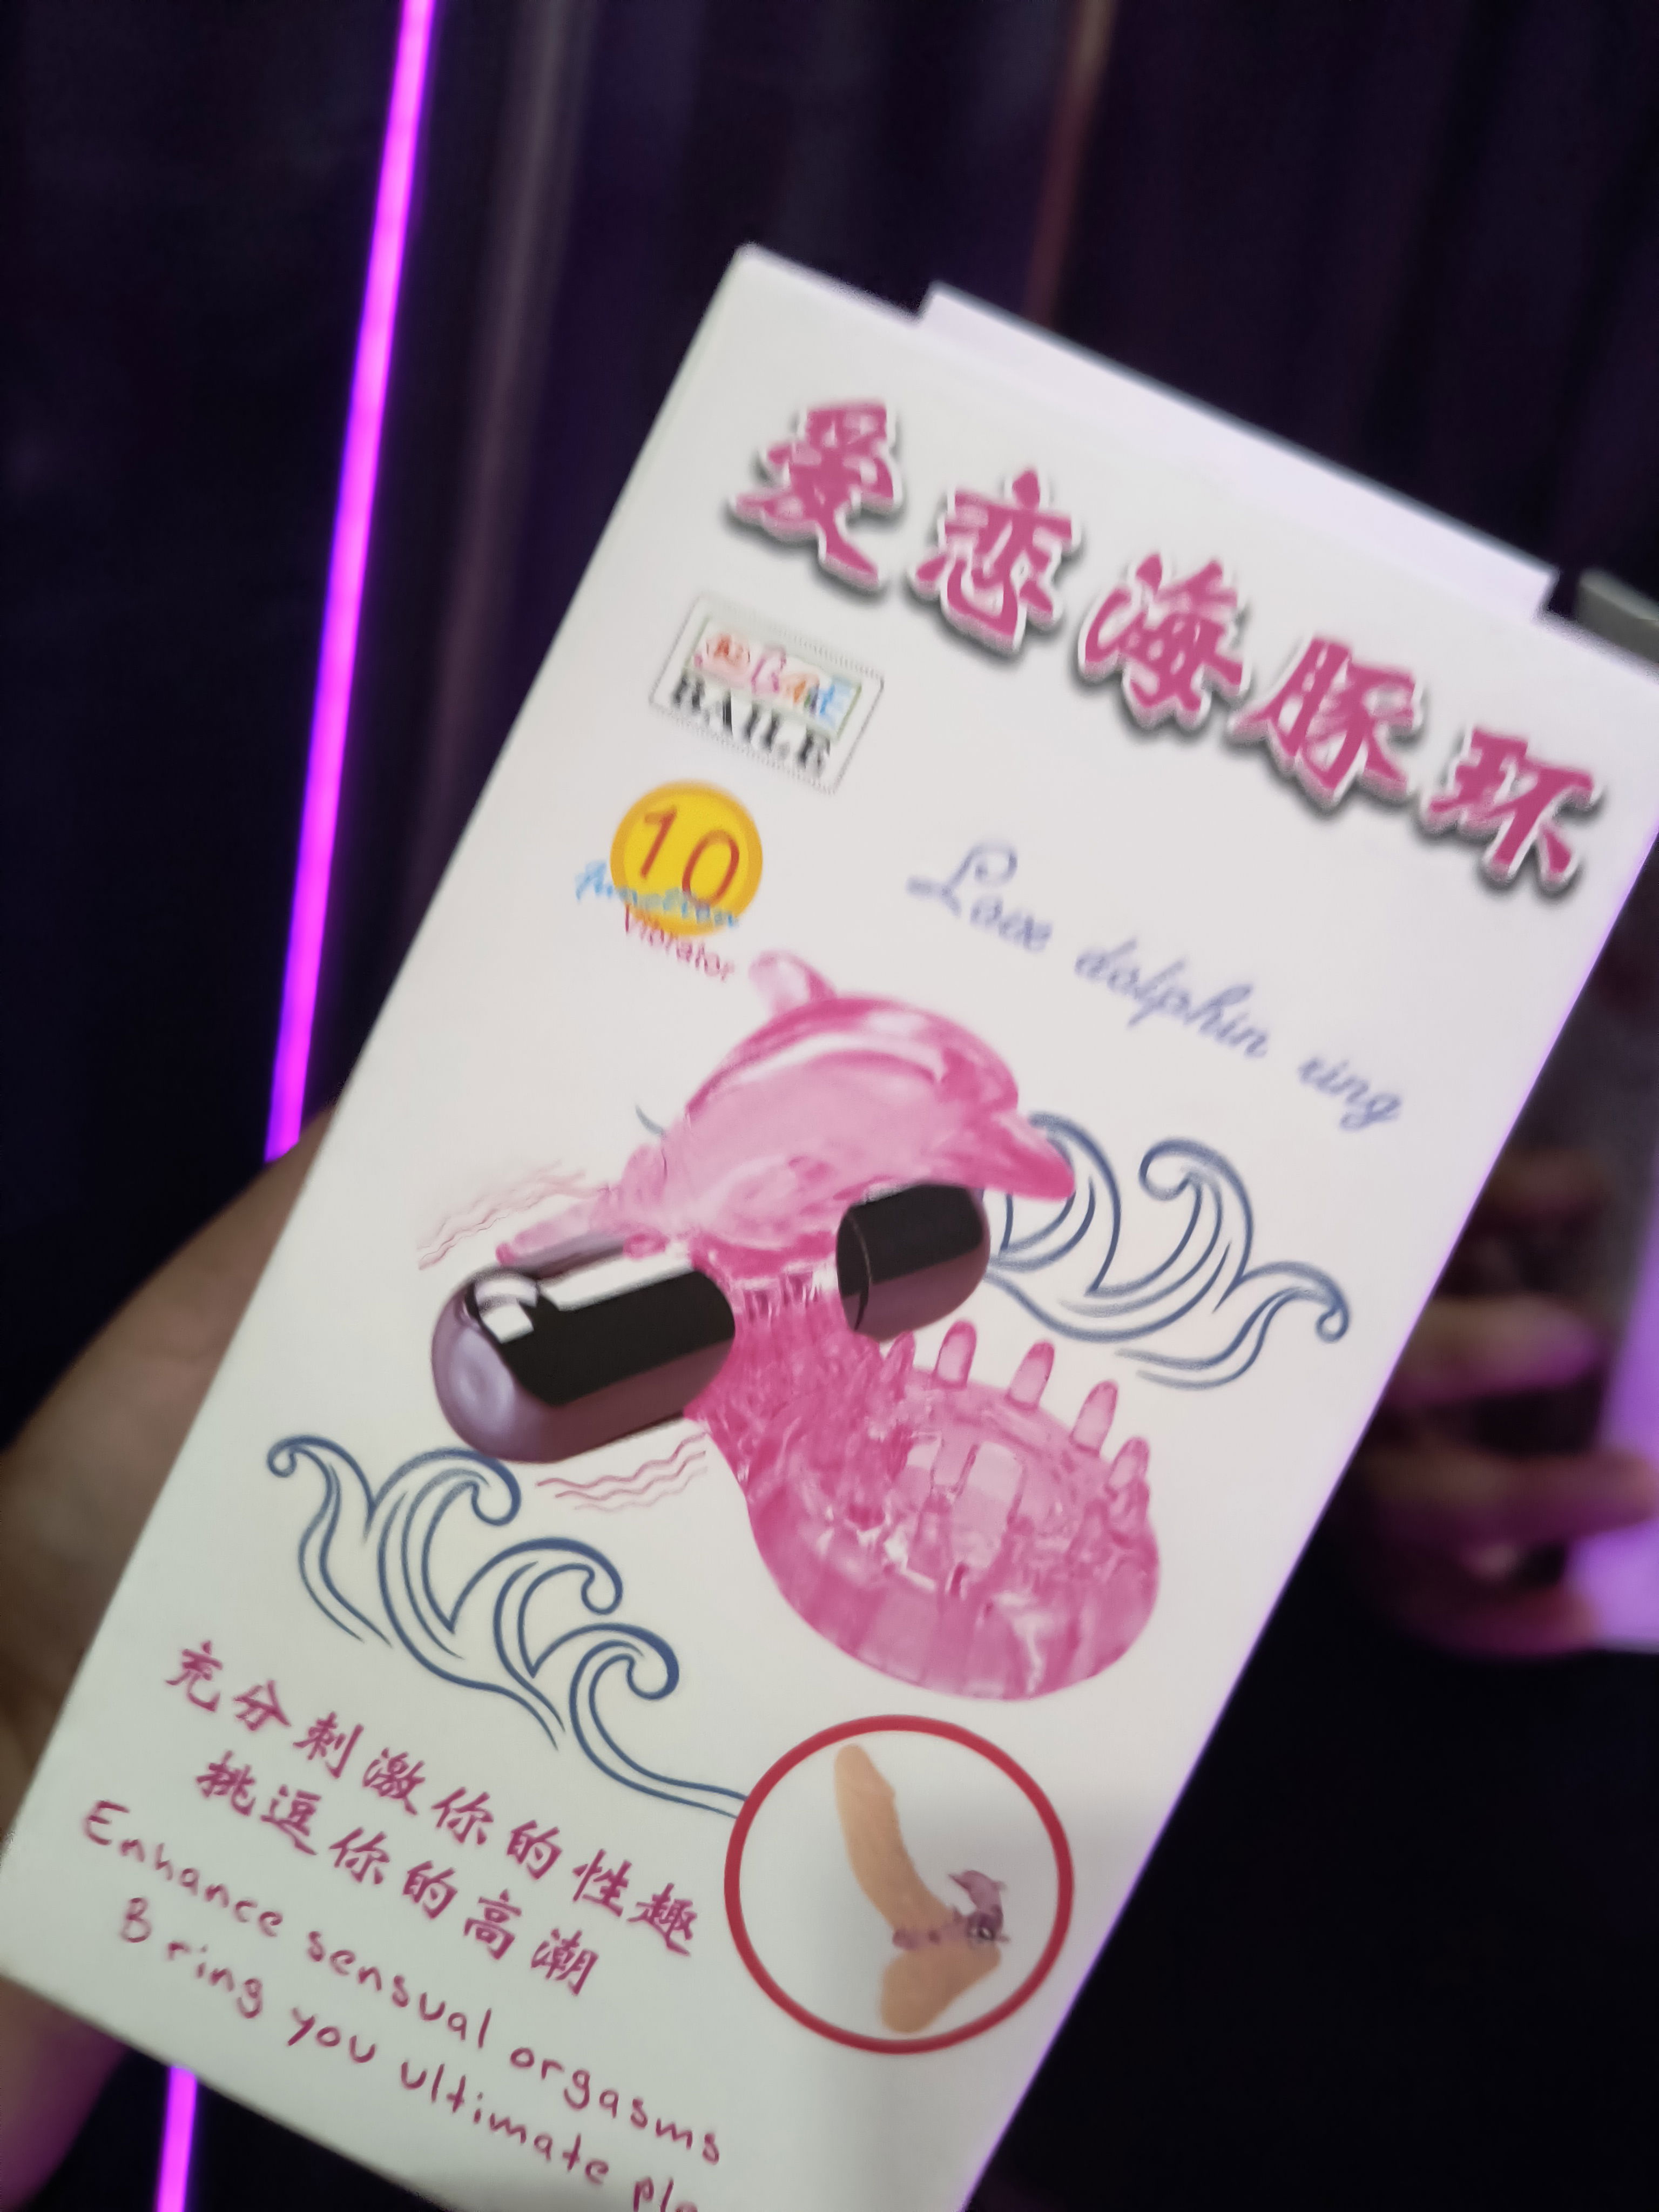 爱恋海豚环
BAILE
10
function
Vibrator
Love dolphin ring
充分刺激你的性趣
挑逗你的高潮
Enhance sensual orgasms
Bring you ultimate